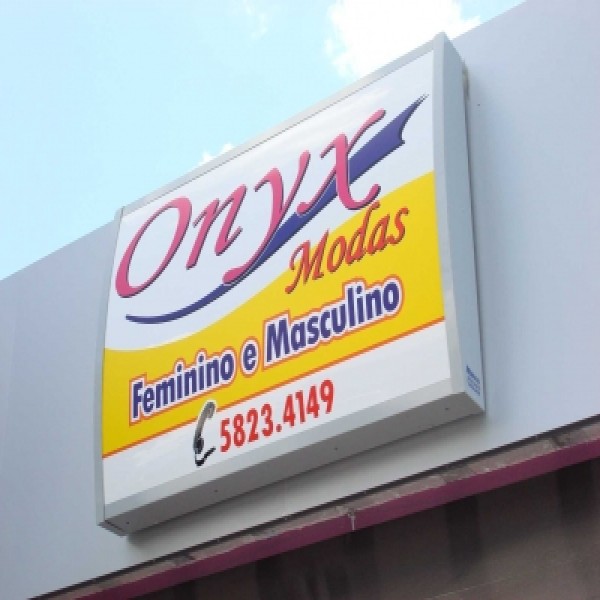 Onyx
Modas
Feminino e Masculino
5823.4149